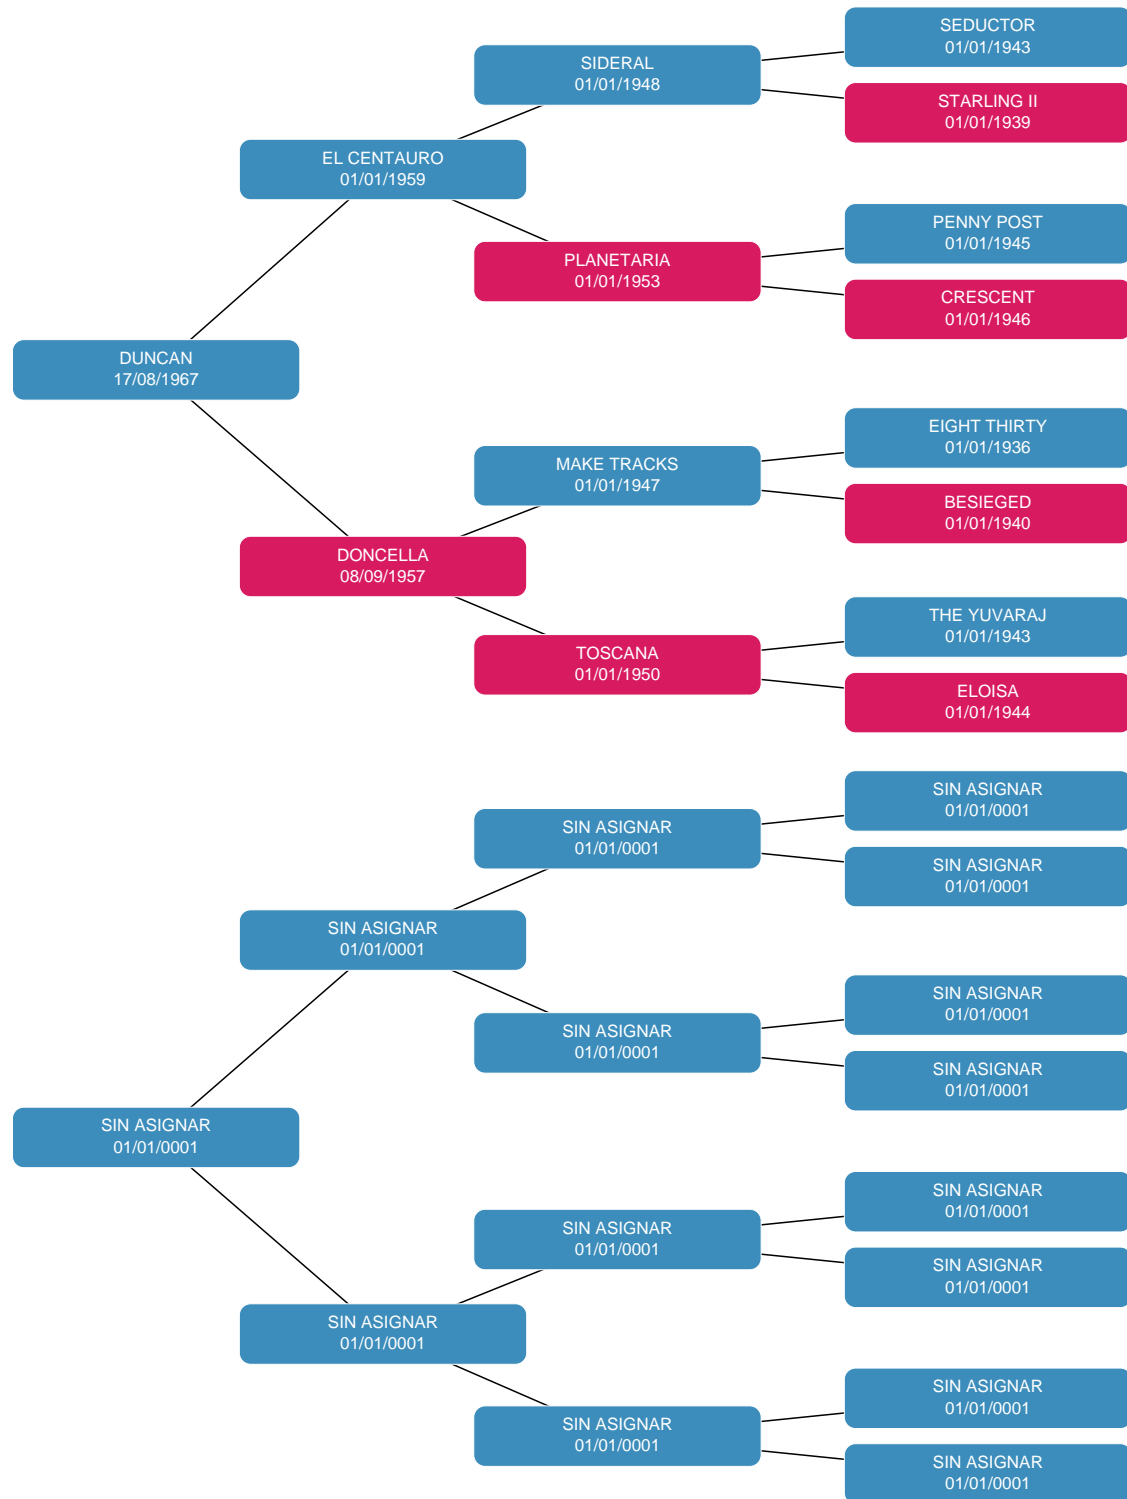 SEDUCTOR
01/01/1943
SIDERAL
01/01/1948
STARLING II
01/01/1939
EL CENTAURO
01/01/1959
PENNY POST
01/01/1945
PLANETARIA
01/01/1953
CRESCENT
01/01/1946
DUNCAN
17/08/1967
EIGHT THIRTY
01/01/1936
MAKE TRACKS
01/01/1947
BESIEGED
01/01/1940
DONCELLA
08/09/1957
THE YUVARAJ
01/01/1943
TOSCANA
01/01/1950
ELOISA
01/01/1944
SIN ASIGNAR
01/01/0001
SIN ASIGNAR
01/01/0001
SIN ASIGNAR
01/01/0001
SIN ASIGNAR
01/01/0001
SIN ASIGNAR
01/01/0001
SIN ASIGNAR
01/01/0001
SIN ASIGNAR
01/01/0001
SIN ASIGNAR
01/01/0001
SIN ASIGNAR
01/01/0001
SIN ASIGNAR
01/01/0001
SIN ASIGNAR
01/01/0001
SIN ASIGNAR
01/01/0001
SIN ASIGNAR
01/01/0001
SIN ASIGNAR
01/01/0001
SIN ASIGNAR
01/01/0001